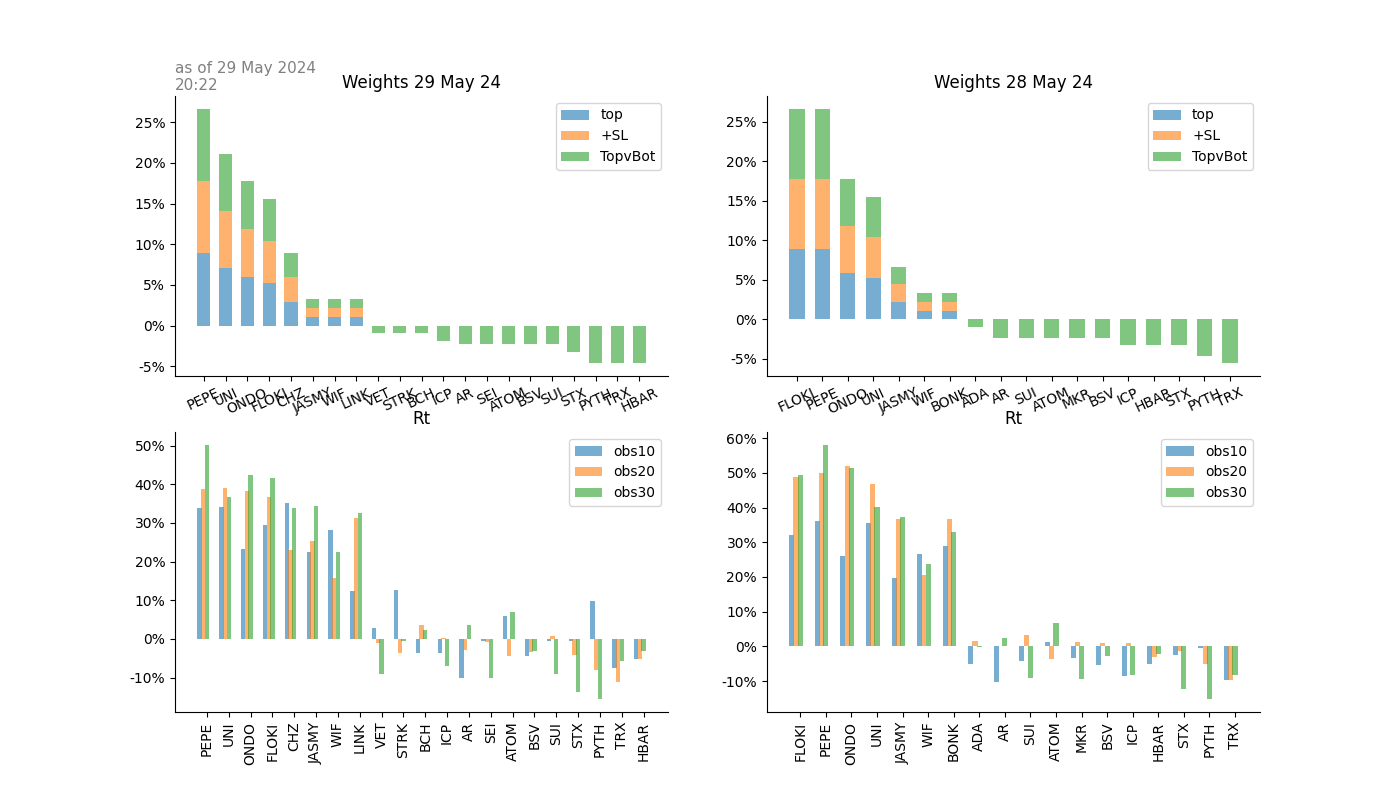 as of 29 May 2024
20:22
Weights 29 May 24
25%
20%
15%
10%
5%
0%
-5%
top
+SL
TopvBot
PEPE UNI ONDO FLOKI CHZ JASMY WIF LINK VET STRK BCH ICP AR SEI ATOM BSV SUI STX PYTH TRX HBAR
Weights 28 May 24
25%
20%
15%
10%
5%
0%
-5%
top
+SL
TopvBot
FLOKI PEPE ONDO UNI JASMY WIF BONK ADA AR SUI ATOM MKR BSV ICP HBAR STX PYTH TRX
Rt
50%
40%
30%
20%
10%
0%
-10%
obs10
obs20
obs30
PEPE UNI ONDO FLOKI CHZ JASMY WIF LINK VET STRK BCH ICP AR SEI ATOM BSV SUI STX PYTH TRX HBAR
Rt
60%
50%
40%
30%
20%
10%
0%
-10%
obs10
obs20
obs30
FLOKI PEPE ONDO UNI JASMY WIF BONK ADA AR SUI ATOM MKR BSV ICP HBAR STX PYTH TRX